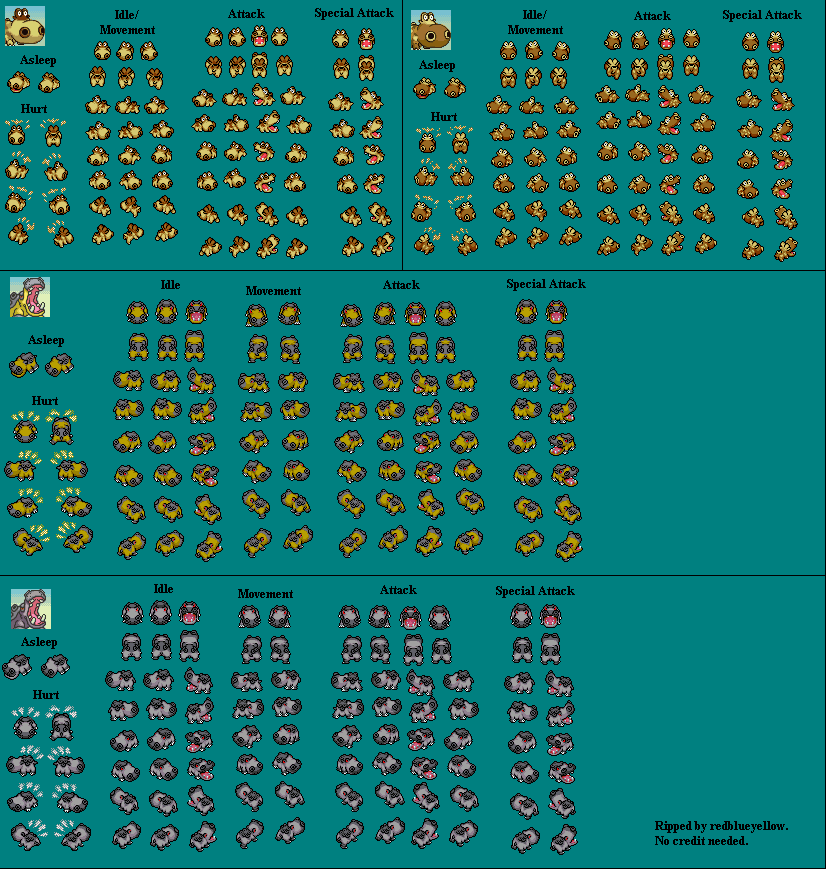 Idle/
Movement
Attack
Special Attack
Asleep
Hurt
Idle/
Movement
Attack
Special Attack
Asleep
Hurt
Idle
Movement
Attack
Special Attack
Asleep
Hurt
Idle
Movement
Attack
Special Attack
Asleep
Hurt
Ripped by redblueyellow.
No credit needed.